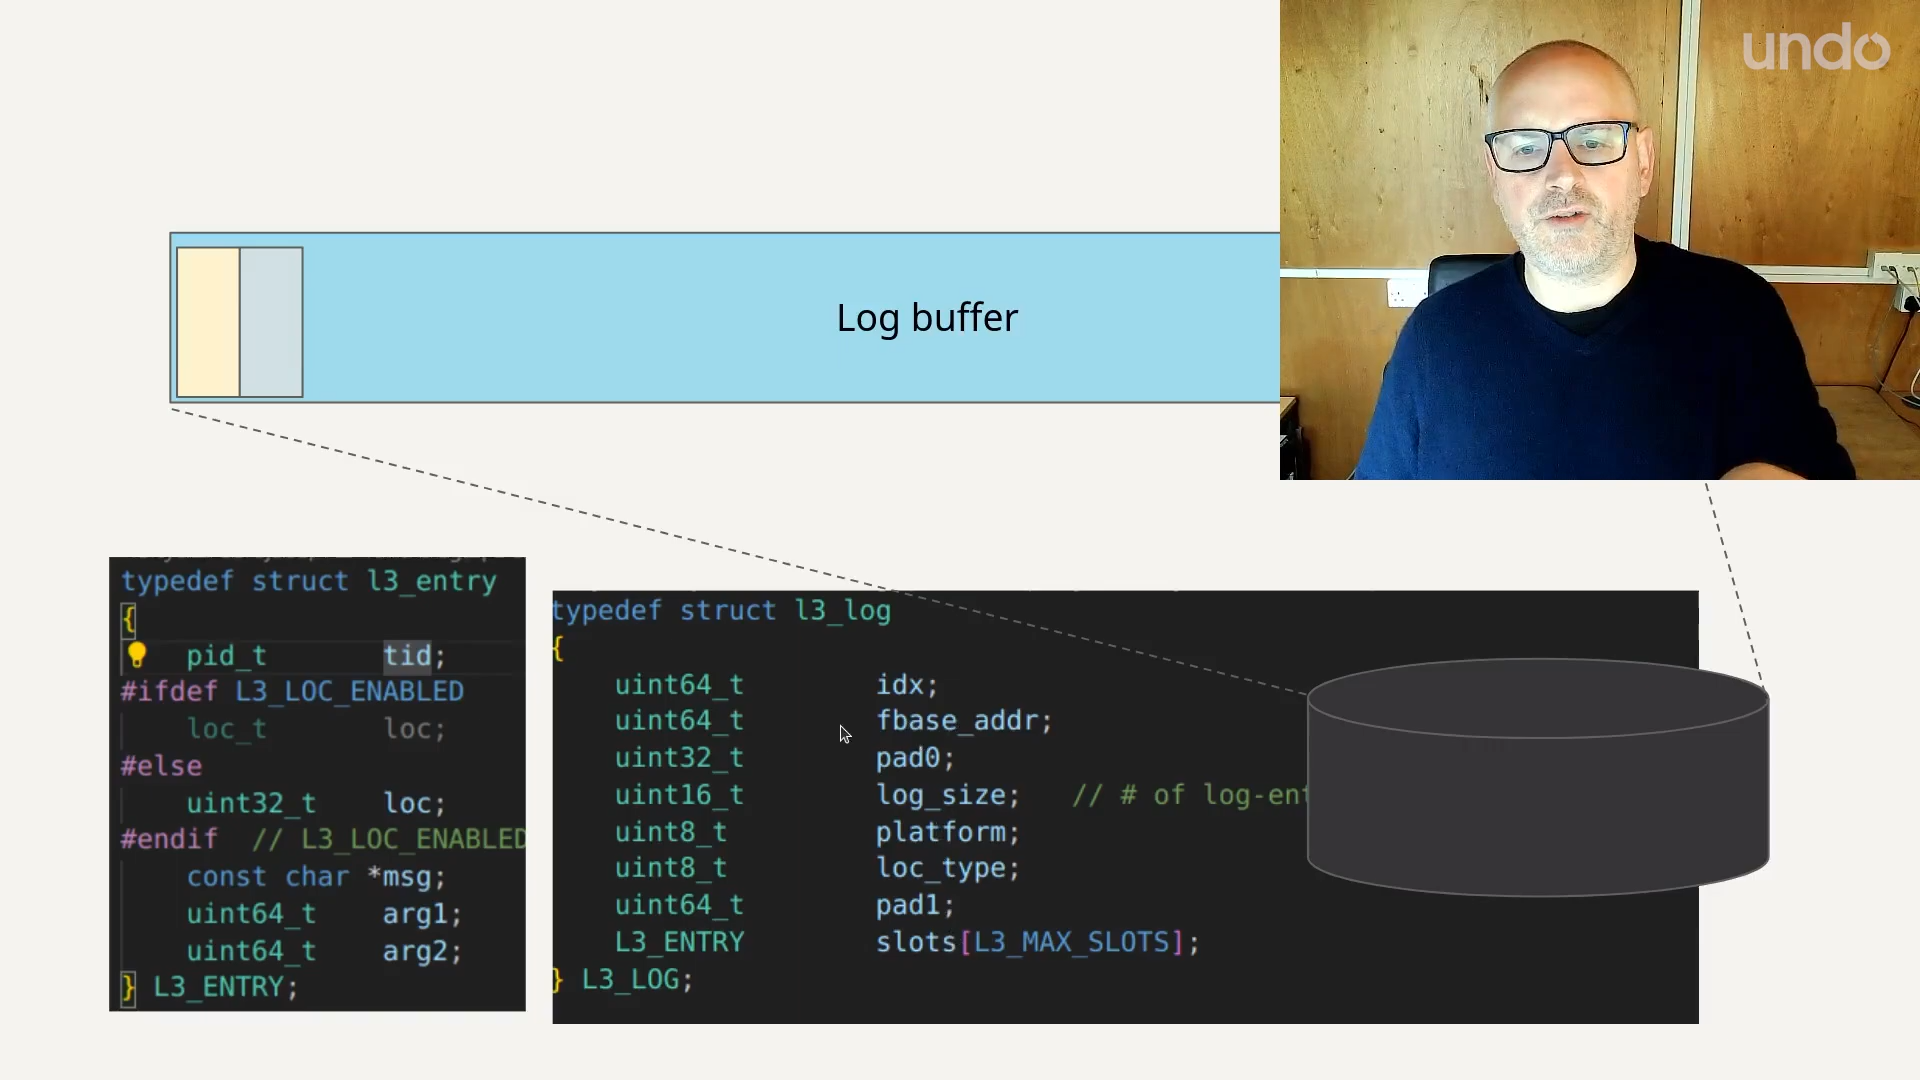 undo
Log buffer
typedef struct l3_entry
{
pid_t tid;
#ifdef L3_LOC_ENABLED
loc_t loc;
#else
uint32_t loc;
#endif // L3_LOC_ENABLED
const char *msg;
uint64_t arg1;
uint64_t arg2;
} L3_ENTRY;
typedef struct l3_log
{
uint64_t idx;
uint64_t fbase_addr;
uint32_t pad0;
uint16_t log_size; // # of log-ent
uint8_t platform;
uint8_t loc_type;
uint64_t pad1;
L3_ENTRY slots[L3_MAX_SLOTS];
} L3_LOG;